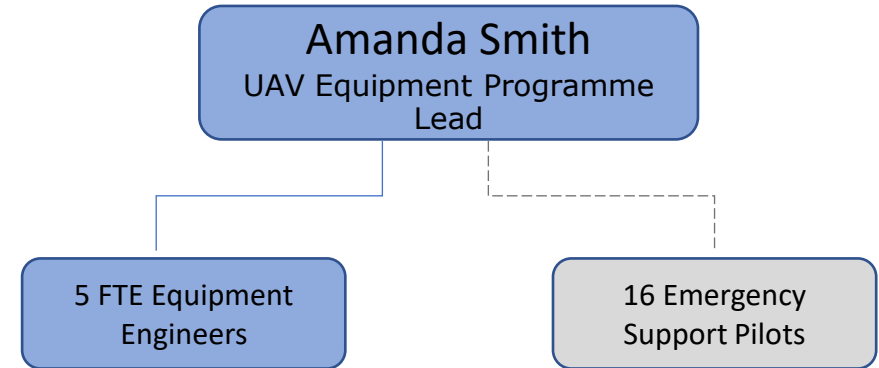 Amanda Smith
UAV Equipment Programme
Lead
5 FTE Equipment
Engineers
16 Emergency
Support Pilots